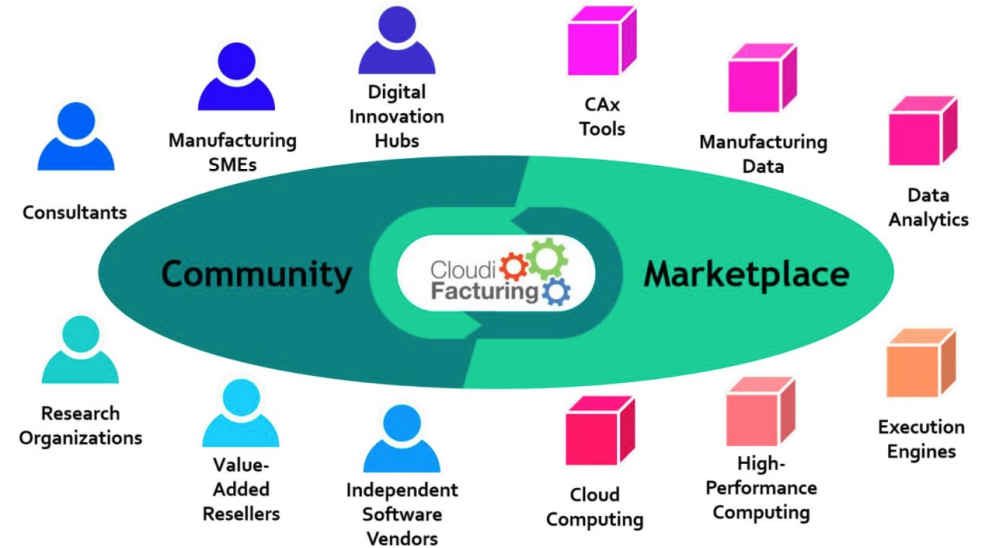 Digital
Innovation
Hubs
CAx
Tools
Manufacturing
SMEs
Manufacturing
Data
Consultants
Data
Analytics
Community
Cloudi
Facturing
Marketplace
Research
Organizations
Value-
Added
Resellers
Independent
Software
Vendors
Cloud
Computing
High-
Performance
Computing
Execution
Engines